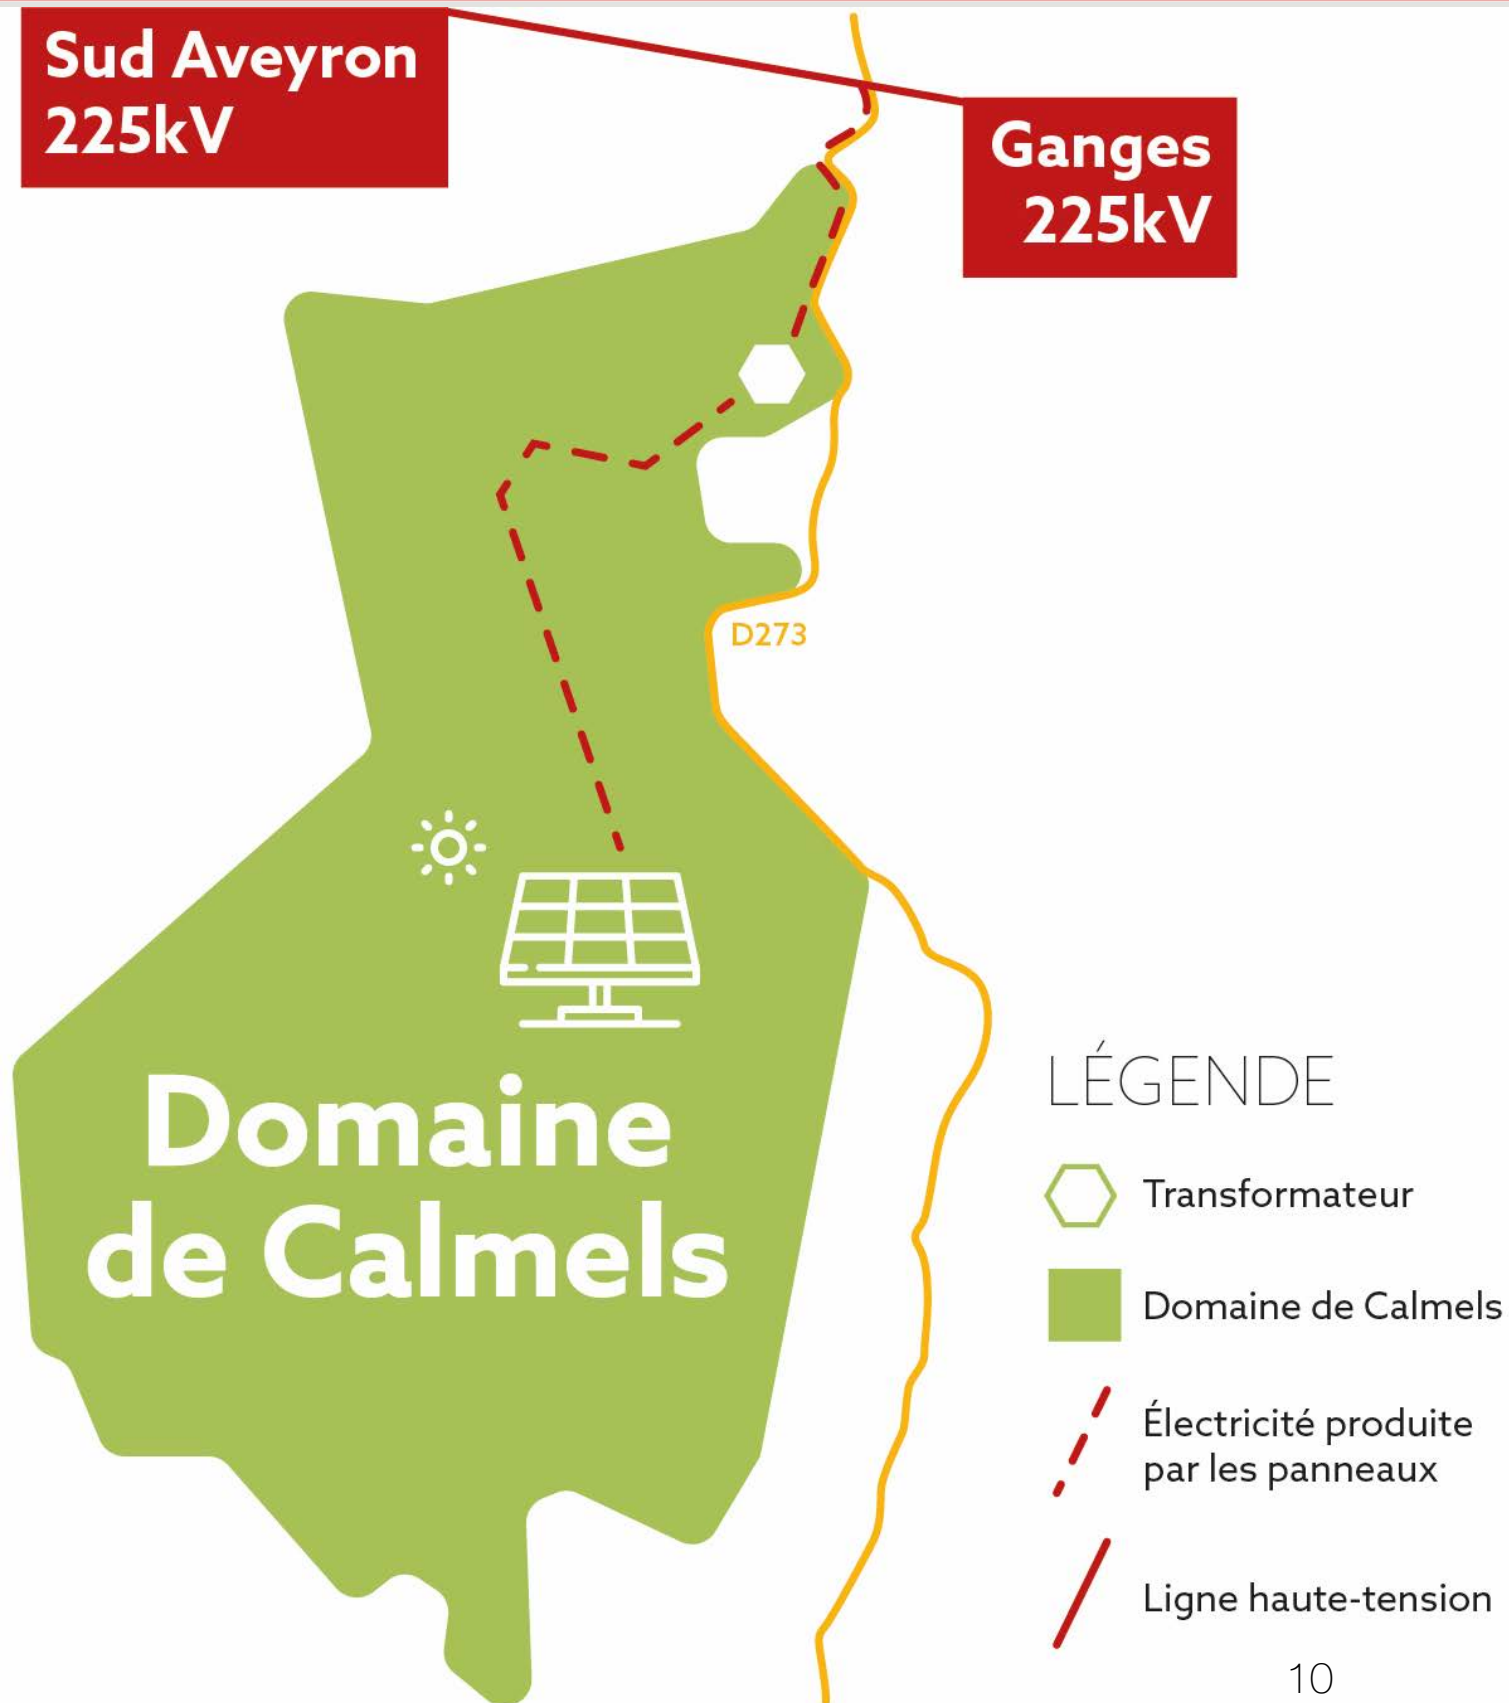 Sud Aveyron
225kV
Ganges
225kV
D273
Domaine
de Calmels
LÉGENDE
Transformateur
Domaine de Calmels
Électricité produite
par les panneaux
Ligne haute-tension
10